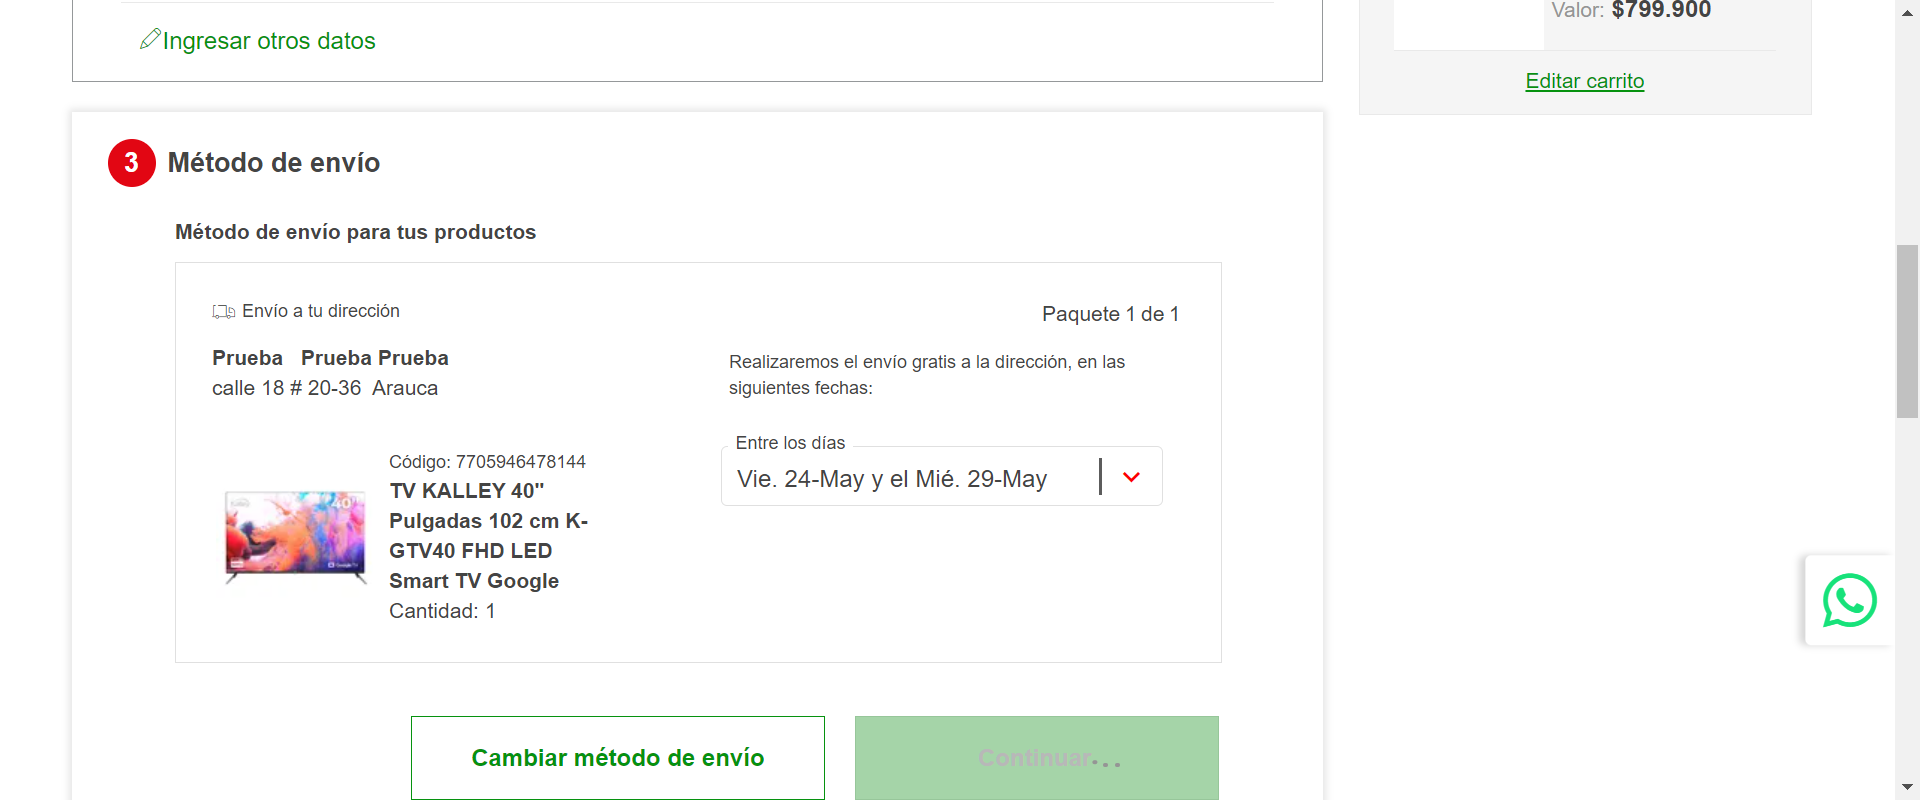 Ingresar otros datos
Valor: $799.900
Editar carrito
3 Método de envío
Método de envío para tus productos
Envío a tu dirección
Paquete 1 de 1
Prueba Prueba Prueba
calle 18 # 20-36 Arauca
Realizaremos el envío gratis a la dirección, en las
siguientes fechas:
Entre los días
Vie. 24-May y el Mié. 29-May
Código: 7705946478144
TV KALLEY 40"
Pulgadas 102 cm K-
GTV40 FHD LED
Smart TV Google
Cantidad: 1
Cambiar método de envío
Continuar...